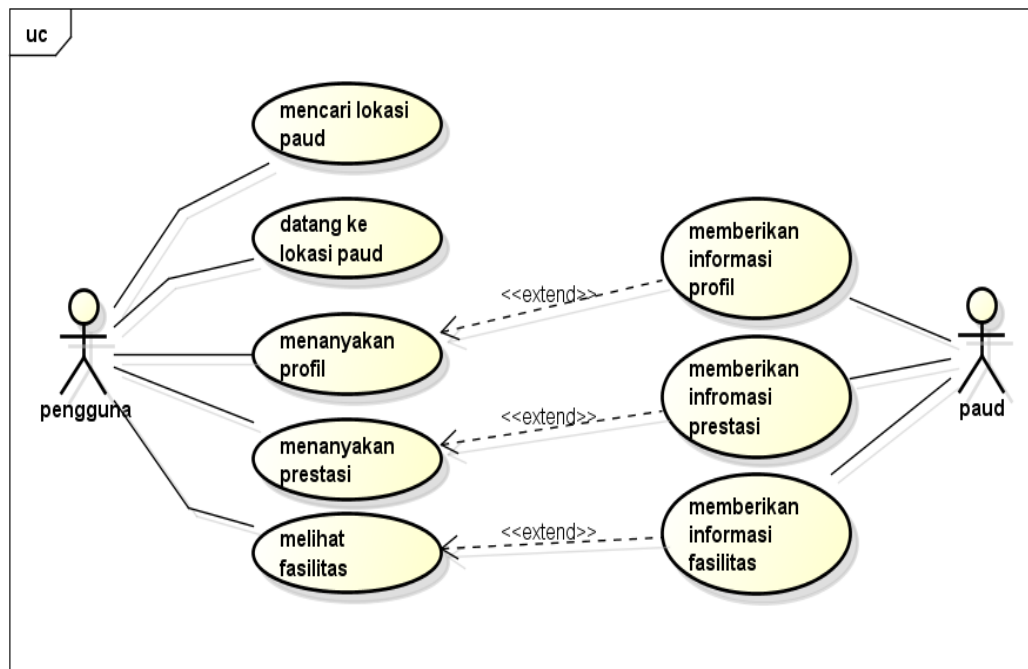 uc
mencari lokasi
paud
datang ke
lokasi paud
menanyakan
profil
menanyakan
prestasi
melihat
fasilitas
pengguna
<<extend>>
<<extend>>
<<extend>>
memberikan
informasi
profil
memberikan
infromasi
prestasi
memberikan
informasi
fasilitas
paud